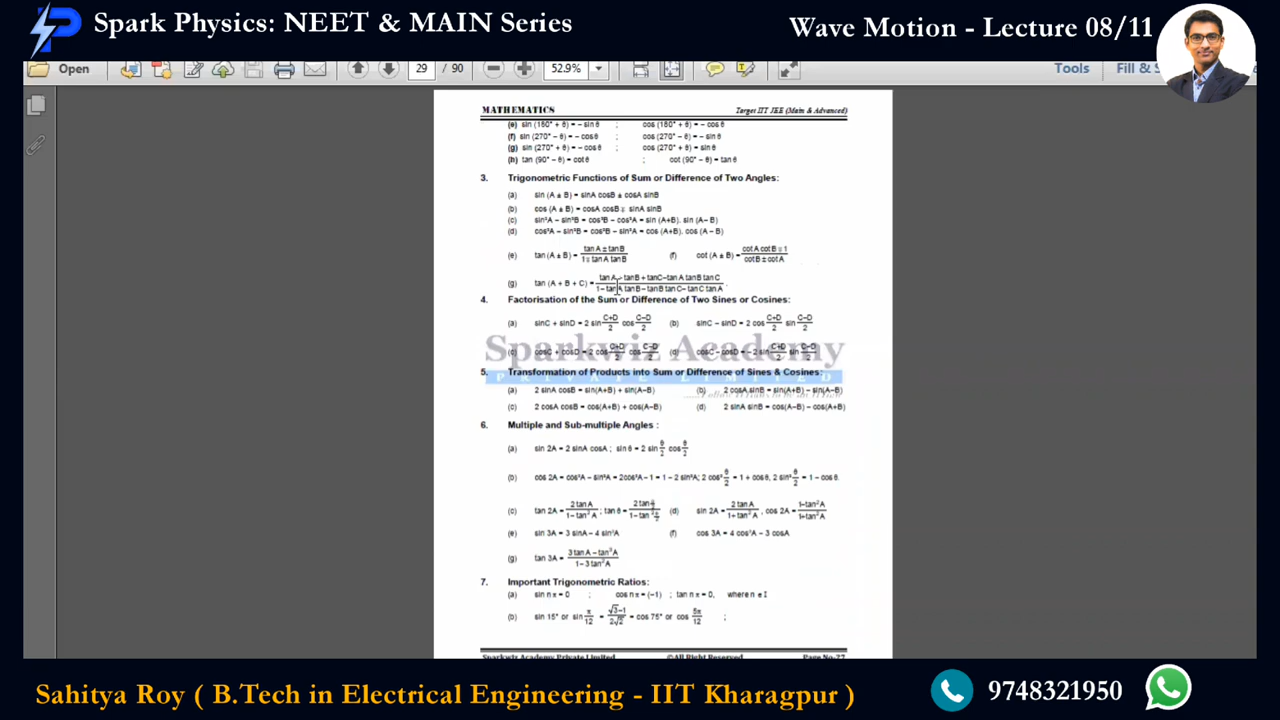 Spark Physics: NEET & MAIN Series
Wave Motion - Lecture 08/11
Open
29 / 90
52.9%
Tools
Fill &
MATHEMATICS
Target IIT JEE (Main & Advanced)
(e) sin (180° + θ) = – sin θ ; cos (180° + θ) = – cos θ
(f) sin (270° – θ) = – cos θ ; cos (270° – θ) = – sin θ
(g) sin (270° + θ) = – cos θ ; cos (270° + θ) = sin θ
(h) tan (90° – θ) = cot θ ; cot (90° – θ) = tan θ
3. Trigonometric Functions of Sum or Difference of Two Angles:
(a) sin (A ± B) = sinA cosB ± cosA sinB
(b) cos (A ± B) = cosA cosB ∓ sinA sinB
(c) sin²A – sin²B = cos²B – cos²A = sin (A+B). sin (A– B)
(d) cos²A – sin²B = cos²B – sin²A = cos (A+B). cos (A – B)
(e) tan (A ± B) = (tan A ± tan B)/(1 ∓ tan A tan B) (f) cot (A ± B) = (cot A cot B ∓ 1)/(cot B ± cot A)
(g) tan (A + B + C) = (tan A + tan B + tan C – tan A tan B tan C)/(1 – tan A tan B – tan B tan C – tan C tan A) .
4. Factorisation of the Sum or Difference of Two Sines or Cosines:
(a) sinC + sinD = 2 sin (C+D)/2 cos (C–D)/2 (b) sinC – sinD = 2 cos (C+D)/2 sin (C–D)/2
(c) cosC + cosD = 2 cos (C+D)/2 cos (C–D)/2 (d) cosC – cosD = – 2 sin (C+D)/2 sin (C–D)/2
Sparkwiz Academy
PRIVATE LIMITED
5. Transformation of Products into Sum or Difference of Sines & Cosines:
(a) 2 sinA cosB = sin(A+B) + sin(A–B) (b) 2 cosA sinB = sin(A+B) – sin(A–B)
(c) 2 cosA cosB = cos(A+B) + cos(A–B) (d) 2 sinA sinB = cos(A–B) – cos(A+B)
6. Multiple and Sub-multiple Angles :
(a) sin 2A = 2 sinA cosA ; sin θ = 2 sin θ/2 cos θ/2
(b) cos 2A = cos²A – sin²A = 2cos²A – 1 = 1 – 2 sin²A; 2 cos² θ/2 = 1 + cos θ, 2 sin² θ/2 = 1 – cos θ.
(c) tan 2A = 2 tan A/(1–tan² A) ; tan θ = 2 tan θ/2/(1–tan² θ/2) (d) sin 2A = 2 tan A/(1+tan² A) , cos 2A = (1–tan² A)/(1+tan² A)
(e) sin 3A = 3 sinA – 4 sin³A (f) cos 3A = 4 cos³A – 3 cosA
(g) tan 3A = (3 tan A – tan³ A)/(1–3 tan² A)
7. Important Trigonometric Ratios:
(a) sin n π = 0 ; cos n π = (–1) ; tan n π = 0, where n ∈ I
(b) sin 15° or sin π/12 = (√3–1)/(2√2) = cos 75° or cos 5π/12 ;
Sparkwiz Academy Private Limited ©All Right Reserved Page No-27
Sahitya Roy ( B.Tech in Electrical Engineering - IIT Kharagpur )
9748321950